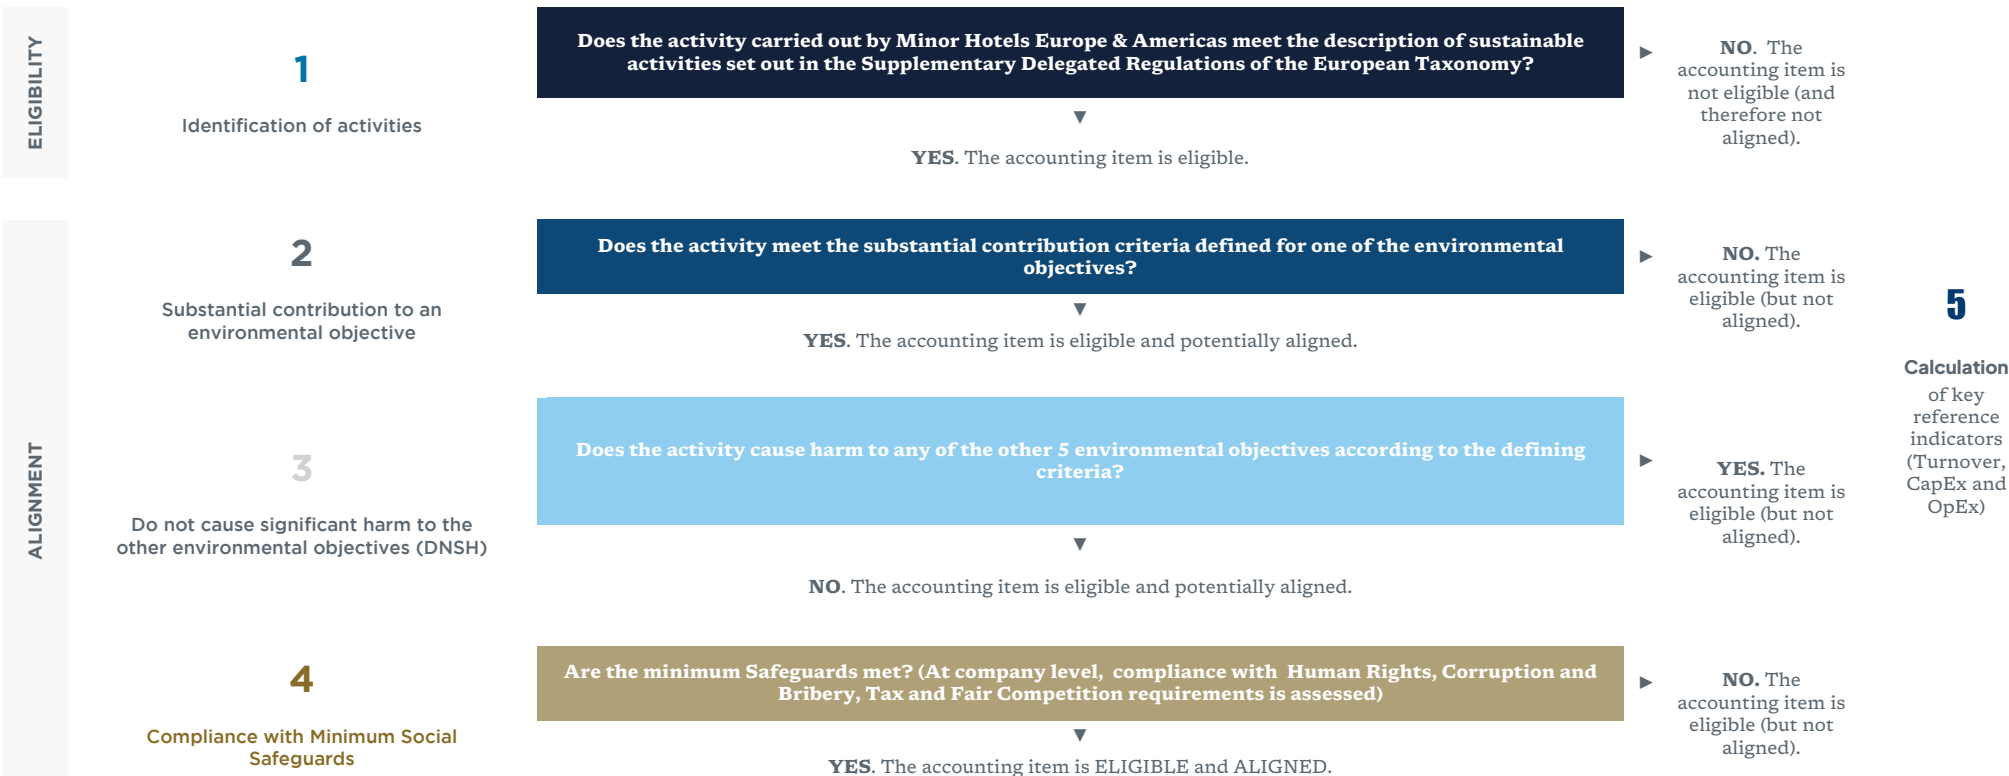 ELIGIBILITY
1
Identification of activities
Does the activity carried out by Minor Hotels Europe & Americas meet the description of sustainable
activities set out in the Supplementary Delegated Regulations of the European Taxonomy?
▼
YES. The accounting item is eligible.
►
NO. The
accounting item is
not eligible (and
therefore not
aligned).
ALIGNMENT
2
Substantial contribution to an
environmental objective
Does the activity meet the substantial contribution criteria defined for one of the environmental
objectives?
▼
YES. The accounting item is eligible and potentially aligned.
►
NO. The
accounting item is
eligible (but not
aligned).
3
Do not cause significant harm to the
other environmental objectives (DNSH)
Does the activity cause harm to any of the other 5 environmental objectives according to the defining
criteria?
▼
NO. The accounting item is eligible and potentially aligned.
►
YES. The
accounting item is
eligible (but not
aligned).
4
Compliance with Minimum Social
Safeguards
Are the minimum Safeguards met? (At company level, compliance with Human Rights, Corruption and
Bribery, Tax and Fair Competition requirements is assessed)
▼
YES. The accounting item is ELIGIBLE and ALIGNED.
►
NO. The
accounting item is
eligible (but not
aligned).
5
Calculation
of key
reference
indicators
(Turnover,
CapEx and
OpEx)